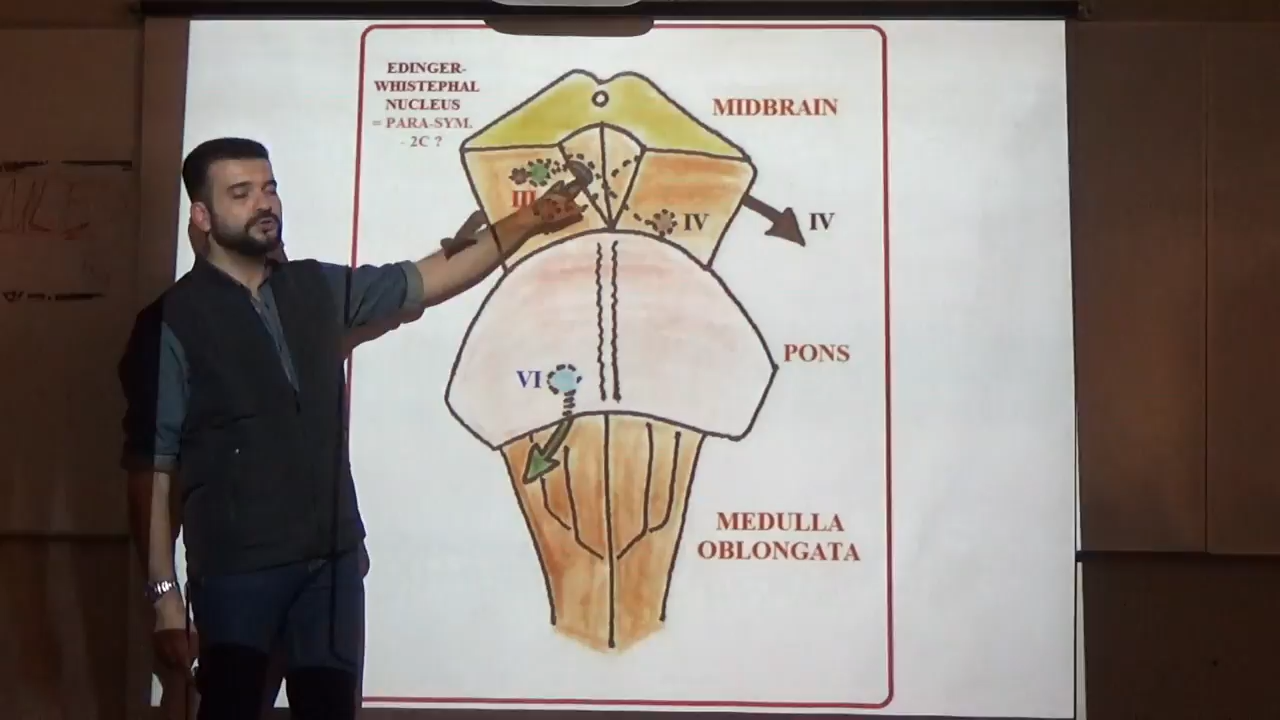 EDINGER-
WHISTEPHAL
NUCLEUS
= PARA-SYM.
- 2C ?
MIDBRAIN
III
IV
IV
PONS
VI
MEDULLA
OBLONGATA